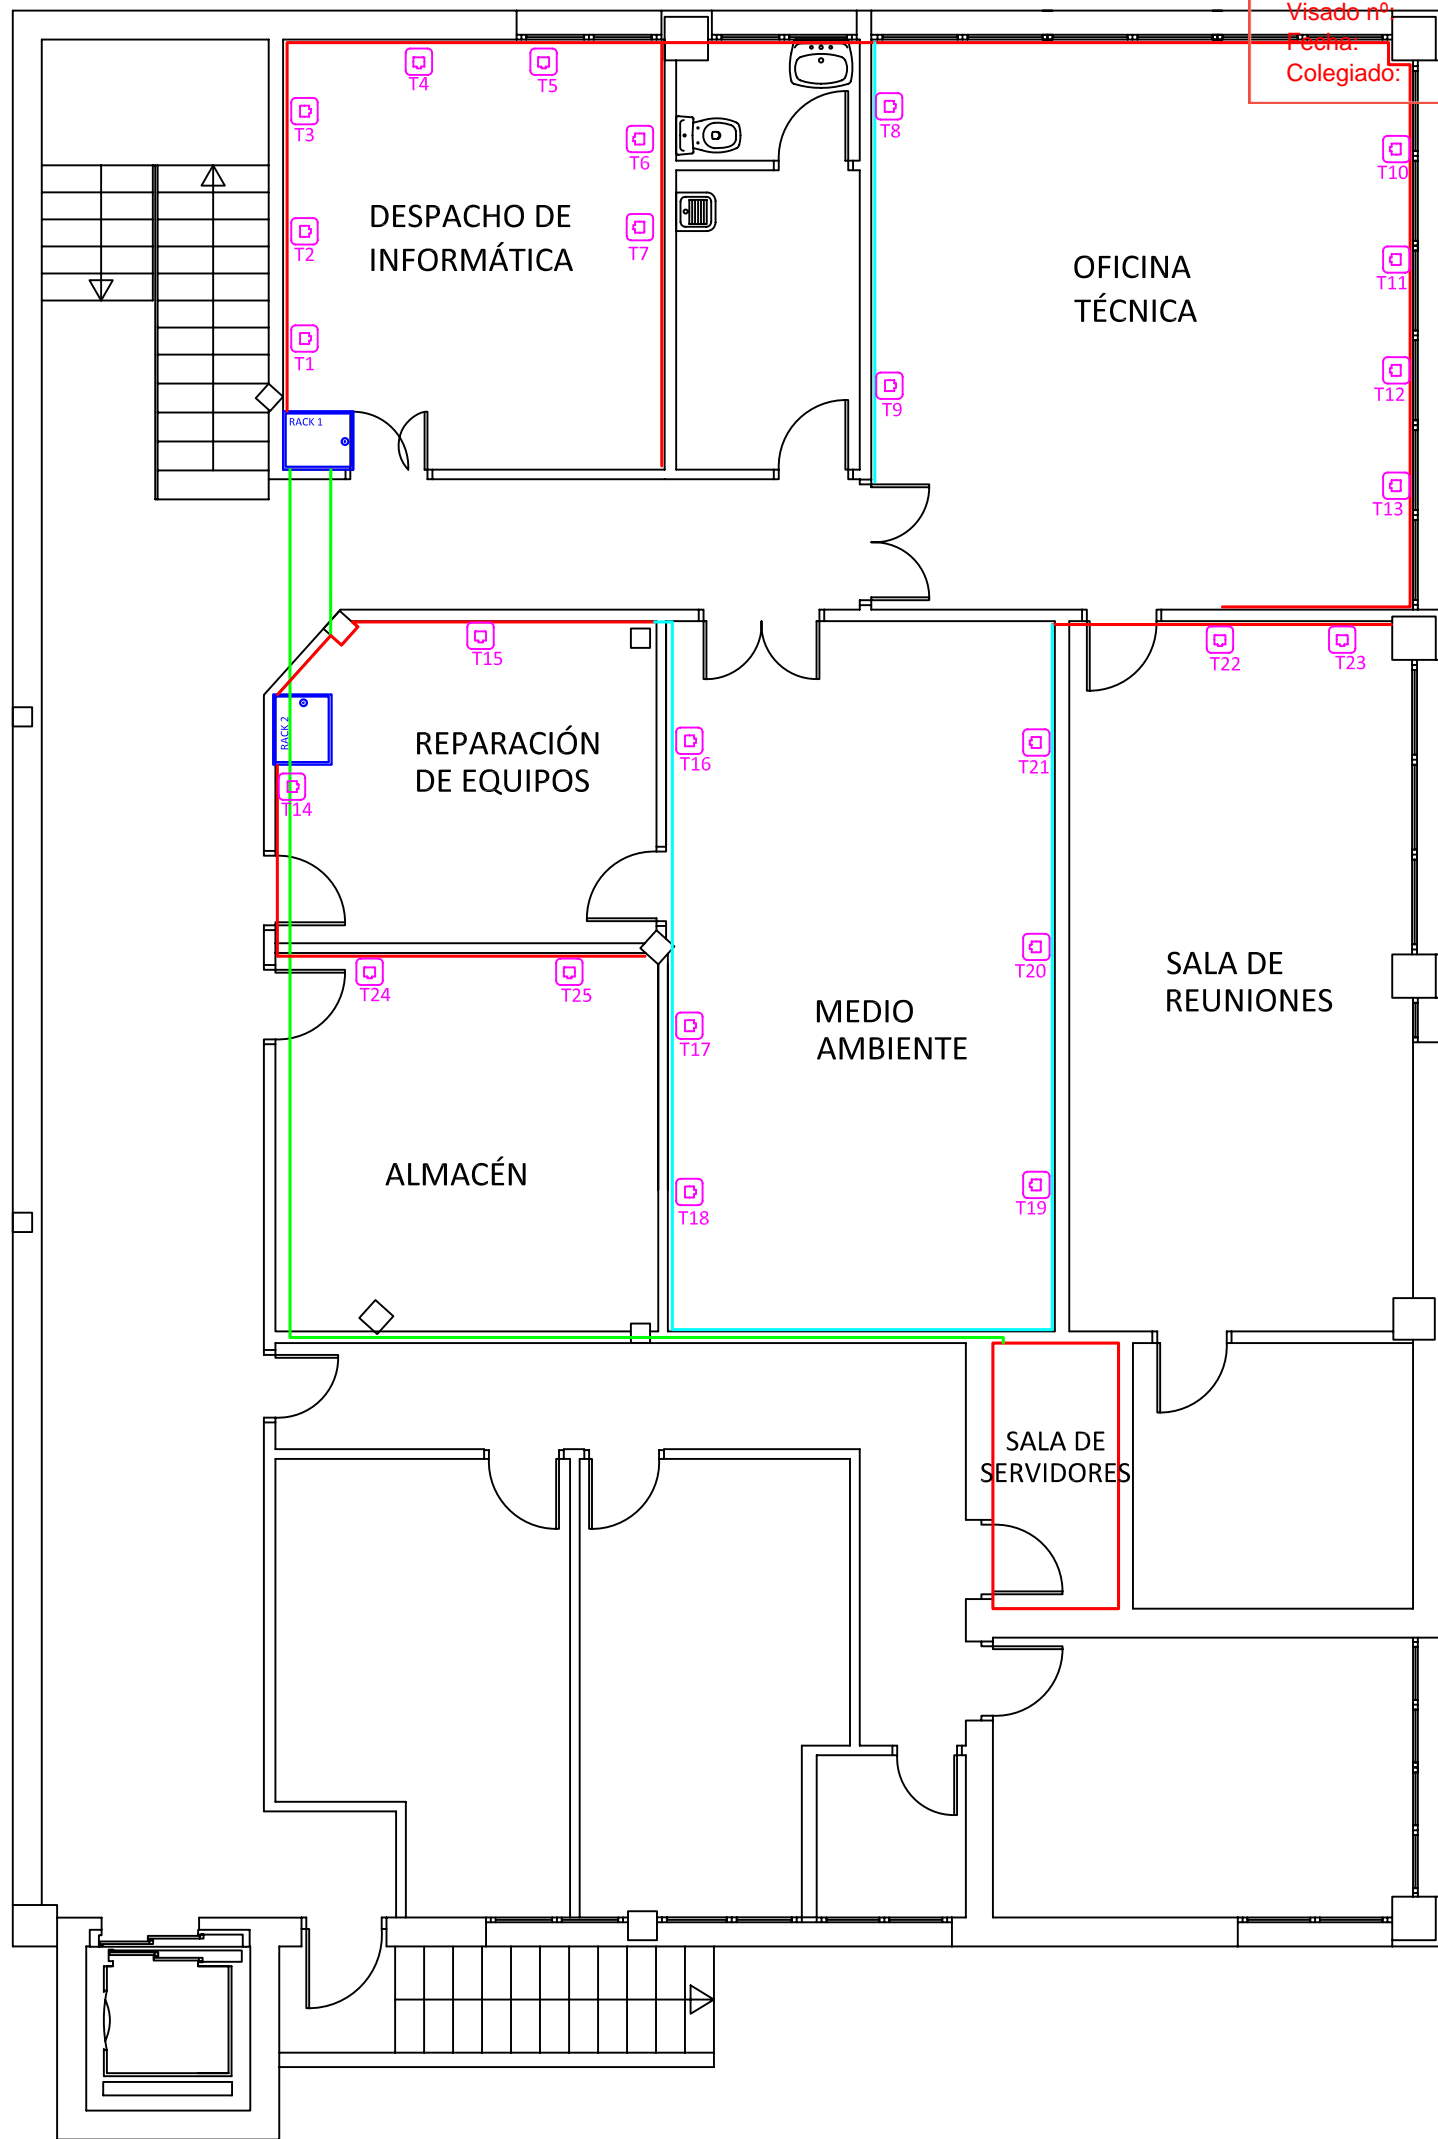 Visado nº:
Fecha:
Colegiado:
T4
T5
T3
T6
T8
T10
T2
T7
DESPACHO DE
INFORMÁTICA
OFICINA
TÉCNICA
T11
T1
T12
T9
RACK 1
T13
T15
T22
T23
RACK 2
REPARACIÓN
DE EQUIPOS
T16
T21
T14
T24
T25
T20
SALA DE
REUNIONES
MEDIO
AMBIENTE
T17
ALMACÉN
T18
T19
SALA DE
SERVIDORES